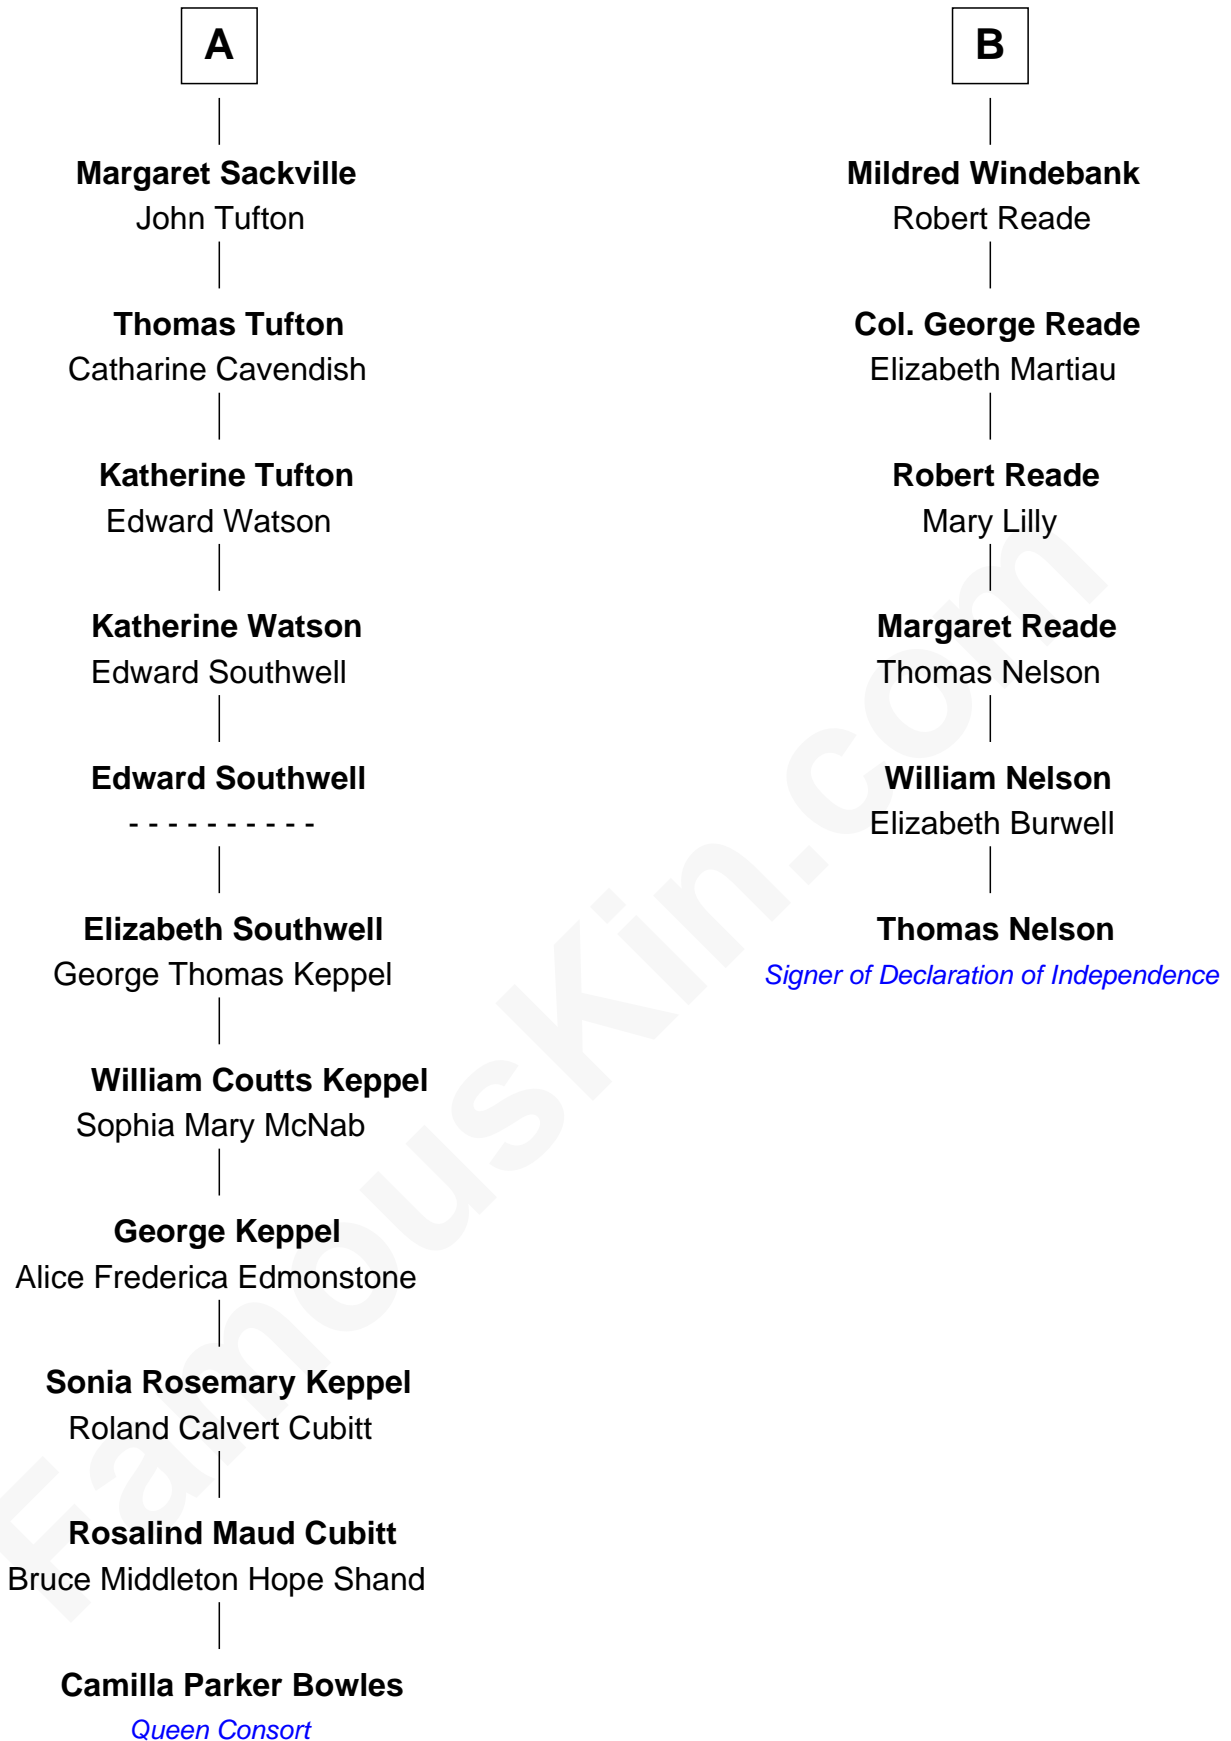 A
Margaret Sackville
John Tufton
Thomas Tufton
Catharine Cavendish
Katherine Tufton
Edward Watson
Katherine Watson
Edward Southwell
Edward Southwell
- - - - - - - - - -
Elizabeth Southwell
George Thomas Keppel
William Coutts Keppel
Sophia Mary McNab
George Keppel
Alice Frederica Edmonstone
Sonia Rosemary Keppel
Roland Calvert Cubitt
Rosalind Maud Cubitt
Bruce Middleton Hope Shand
Camilla Parker Bowles
Queen Consort
B
Mildred Windebank
Robert Reade
Col. George Reade
Elizabeth Martiau
Robert Reade
Mary Lilly
Margaret Reade
Thomas Nelson
William Nelson
Elizabeth Burwell
Thomas Nelson
Signer of Declaration of Independence
FamousKin.com